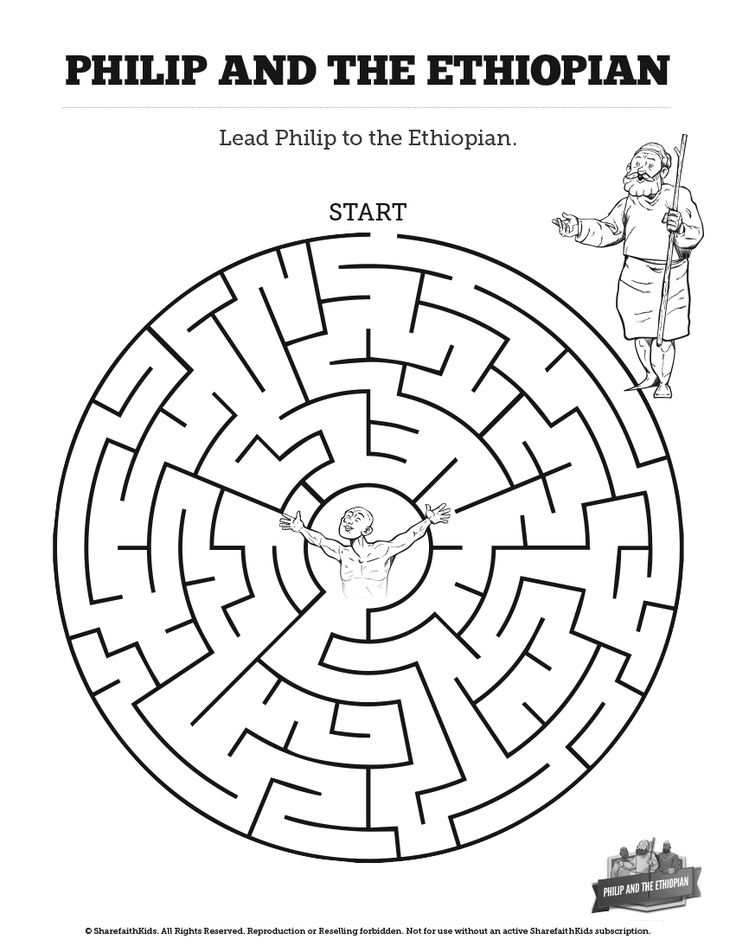 PHILIP AND THE ETHIOPIAN
Lead Philip to the Ethiopian.
START
PHILIP AND THE ETHIOPIAN
© SharefaithKids. All Rights Reserved. Reproduction or Reselling forbidden. Not for use without an active SharefaithKids subscription.